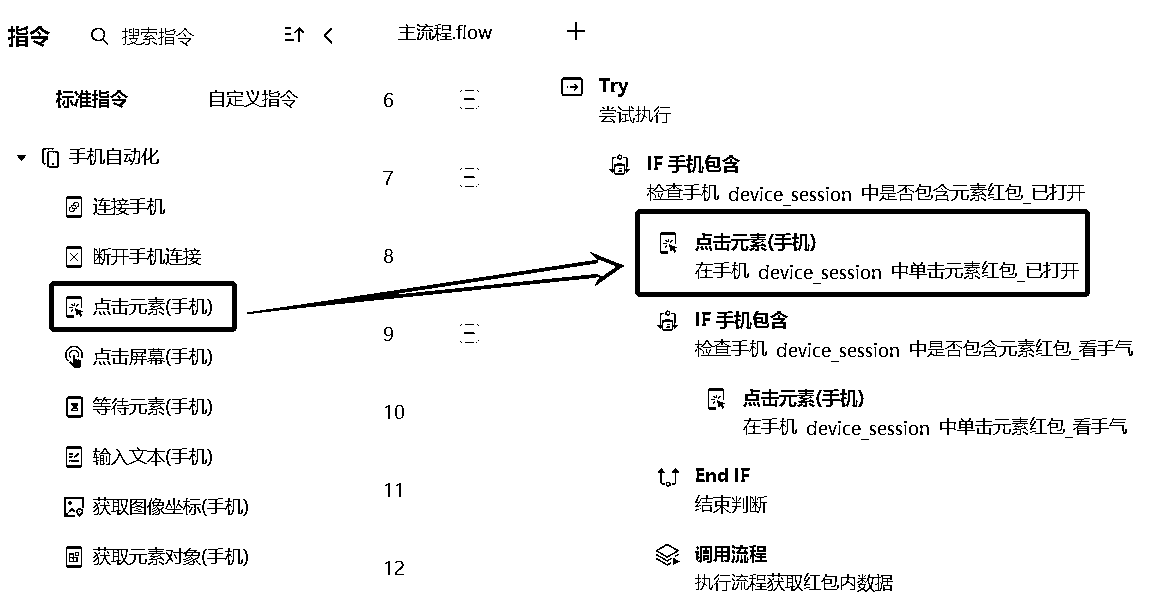 指令
搜索指令
主流程.flow
标准指令
自定义指令
手机自动化
连接手机
断开手机连接
点击元素(手机)
点击屏幕(手机)
等待元素(手机)
输入文本(手机)
获取图像坐标(手机)
获取元素对象(手机)
6
Try
尝试执行
7
IF 手机包含
检查手机 device_session 中是否包含元素红包_已打开
8
点击元素(手机)
在手机 device_session 中单击元素红包_已打开
9
IF 手机包含
检查手机 device_session 中是否包含元素红包_看手气
10
点击元素(手机)
在手机 device_session 中单击元素红包_看手气
11
End IF
结束判断
12
调用流程
执行流程获取红包内数据